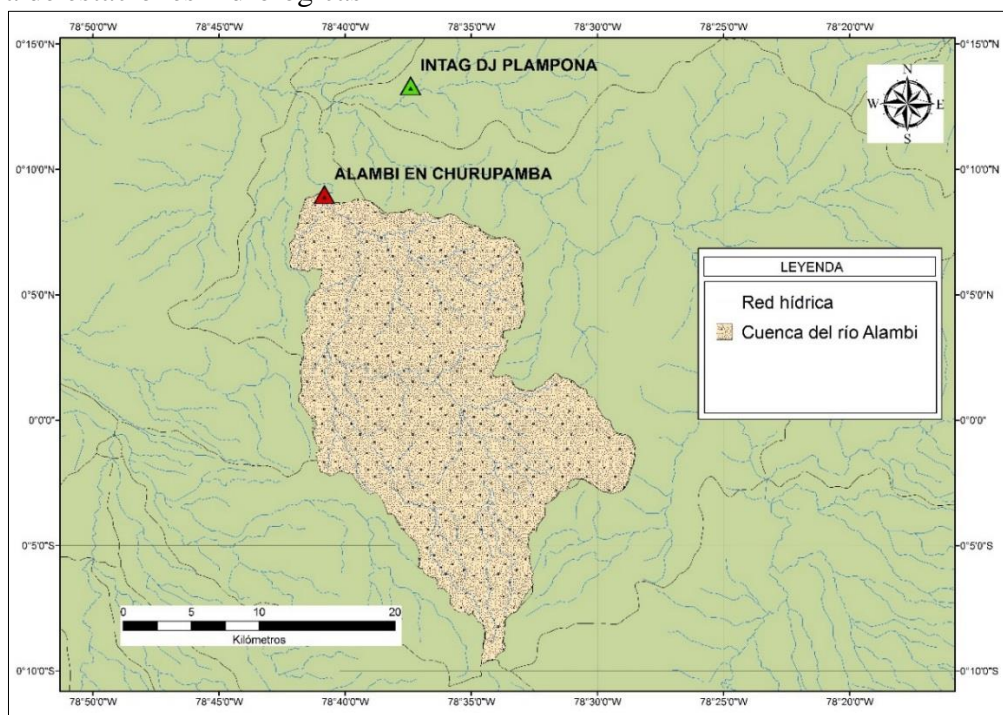 de estaciones
78°50'0"W 78°45'0"W 78°40'0"W 78°35'0"W 78°30'0"W 78°25'0"W 78°20'0"W
0°15'0"N 0°15'0"N
INTAG DJ PLAMPONA
N
W E
S
0°10'0"N 0°10'0"N
ALAMBI EN CHURUPAMBA
LEYENDA
0°5'0"N 0°5'0"N
Red hídrica
Cuenca del río Alambi
0°0'0" 0°0'0"
0°5'0"S 0°5'0"S
0 5 10 20
Kilómetros
0°10'0"S 0°10'0"S
78°50'0"W 78°45'0"W 78°40'0"W 78°35'0"W 78°30'0"W 78°25'0"W 78°20'0"W